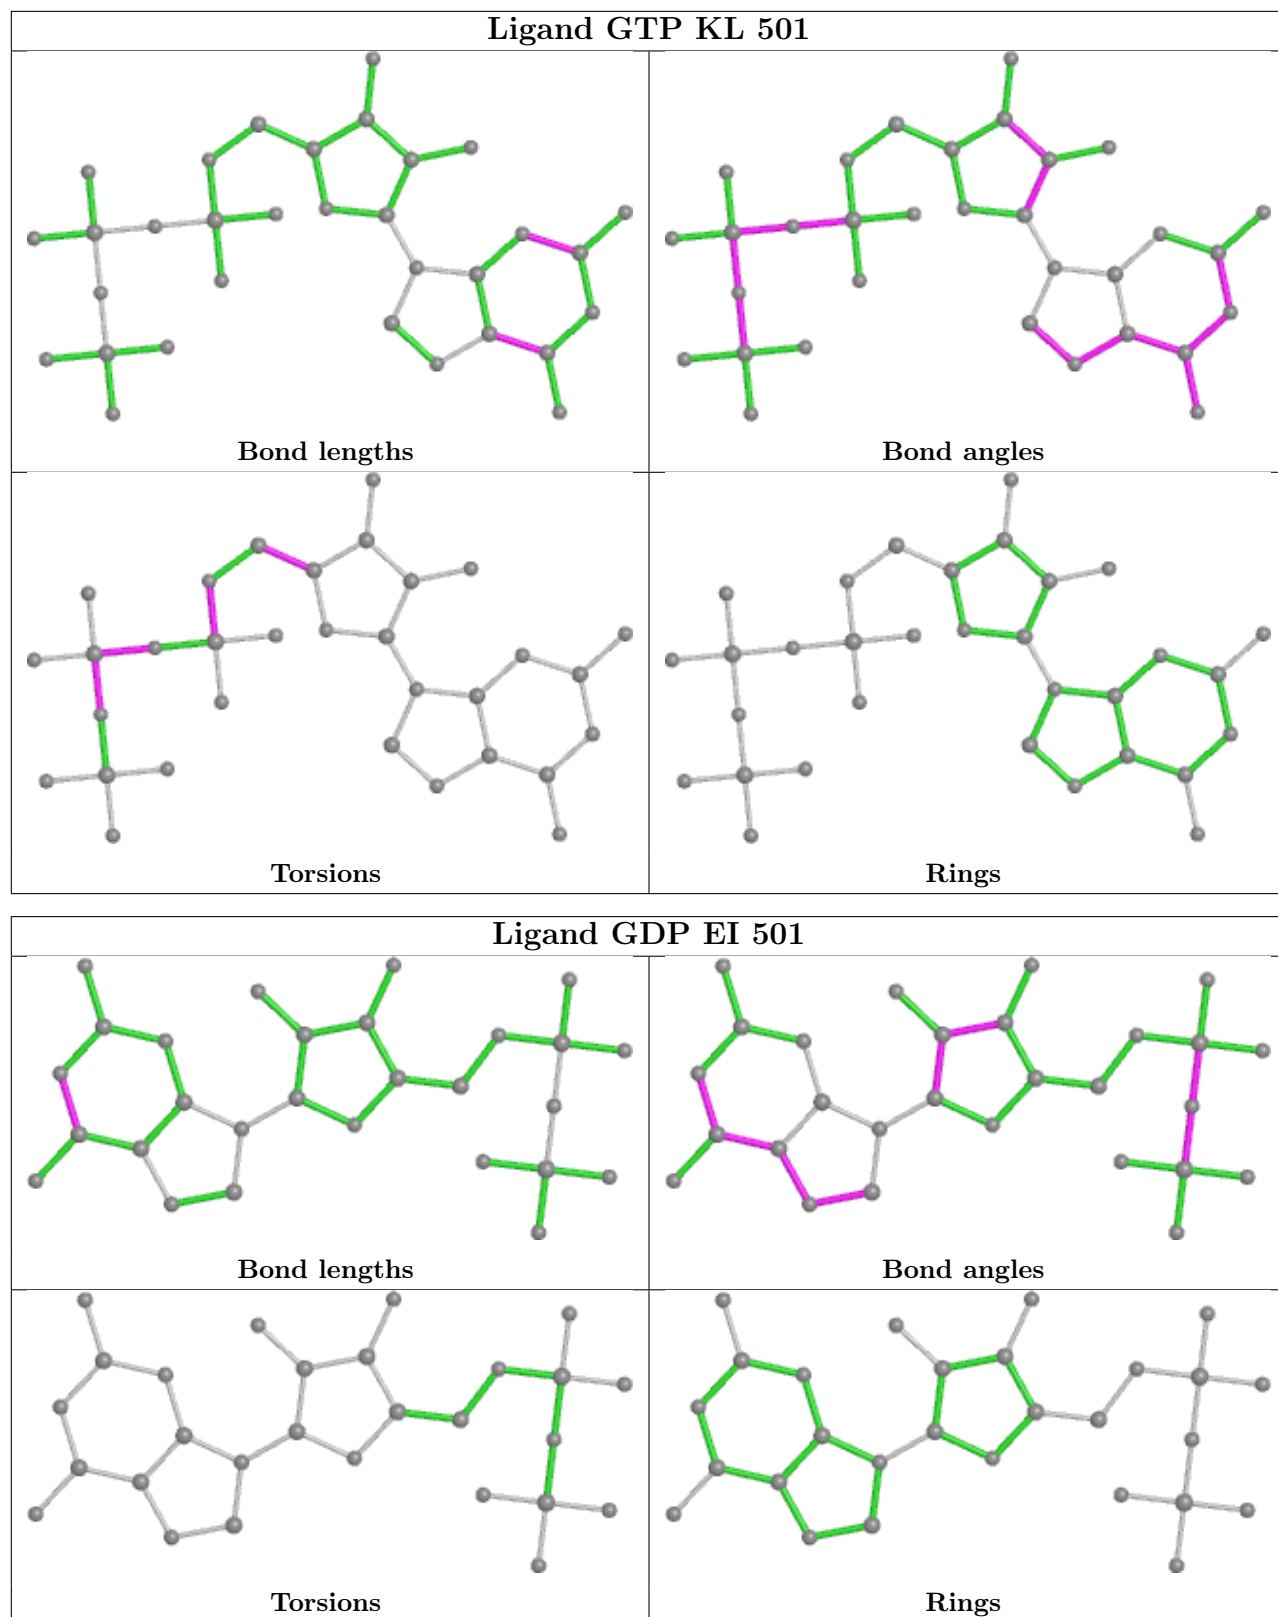 Ligand GTP KL 501
Bond lengths
Bond angles
Torsions
Rings
Ligand GDP EI 501
Bond lengths
Bond angles
Torsions
Rings